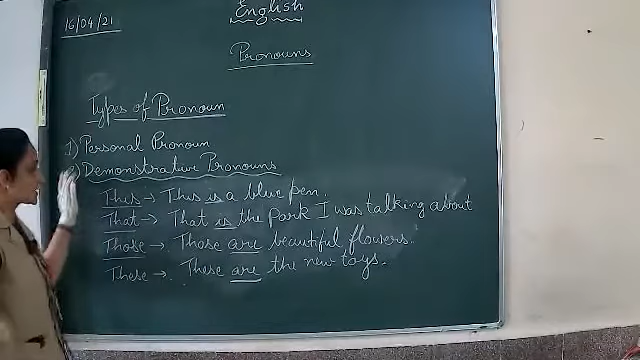 16/04/21
English
Pronouns
Types of Pronoun
1) Personal Pronoun
2) Demonstrative Pronouns
This → This is a blue pen.
That → That is the park I was talking about
Those → Those are beautiful flowers.
These → These are the new toys.